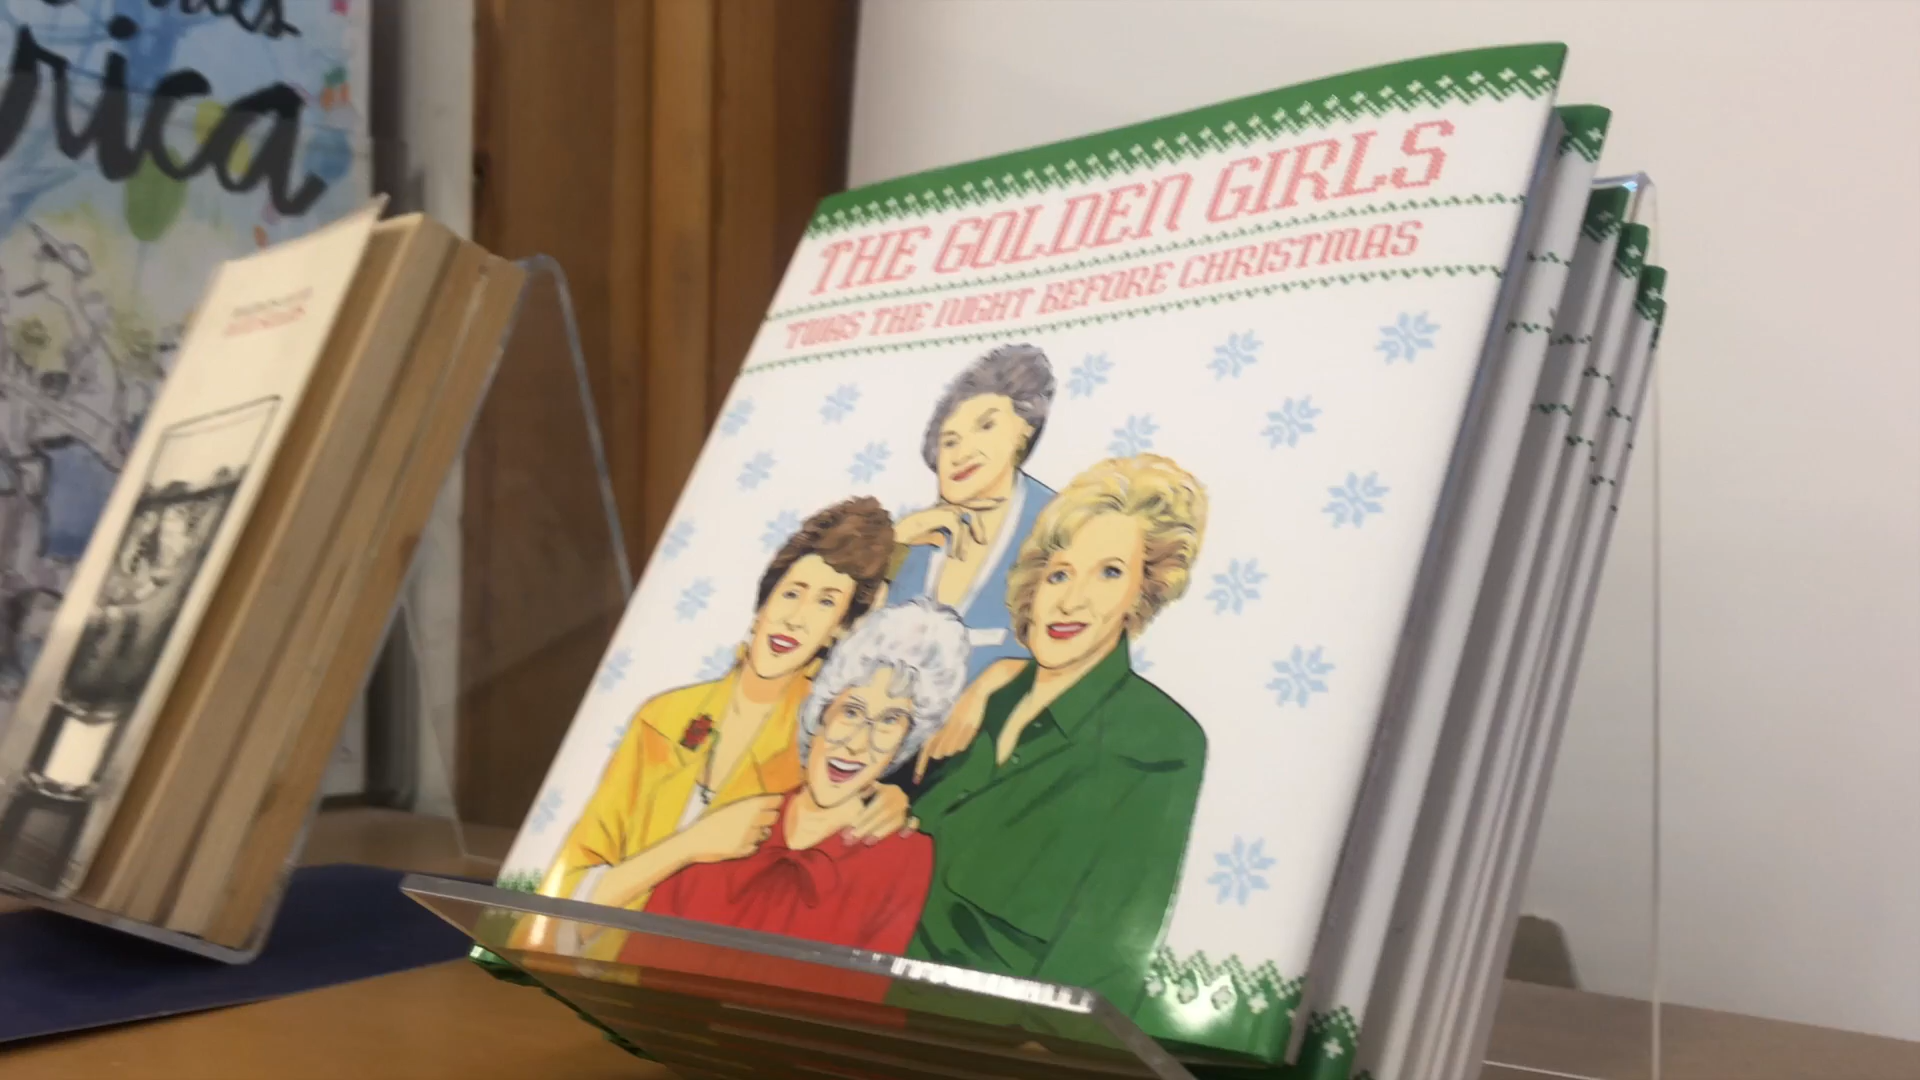 rica
THE GOLDEN GIRLS
'TWAS THE NIGHT BEFORE CHRISTMAS